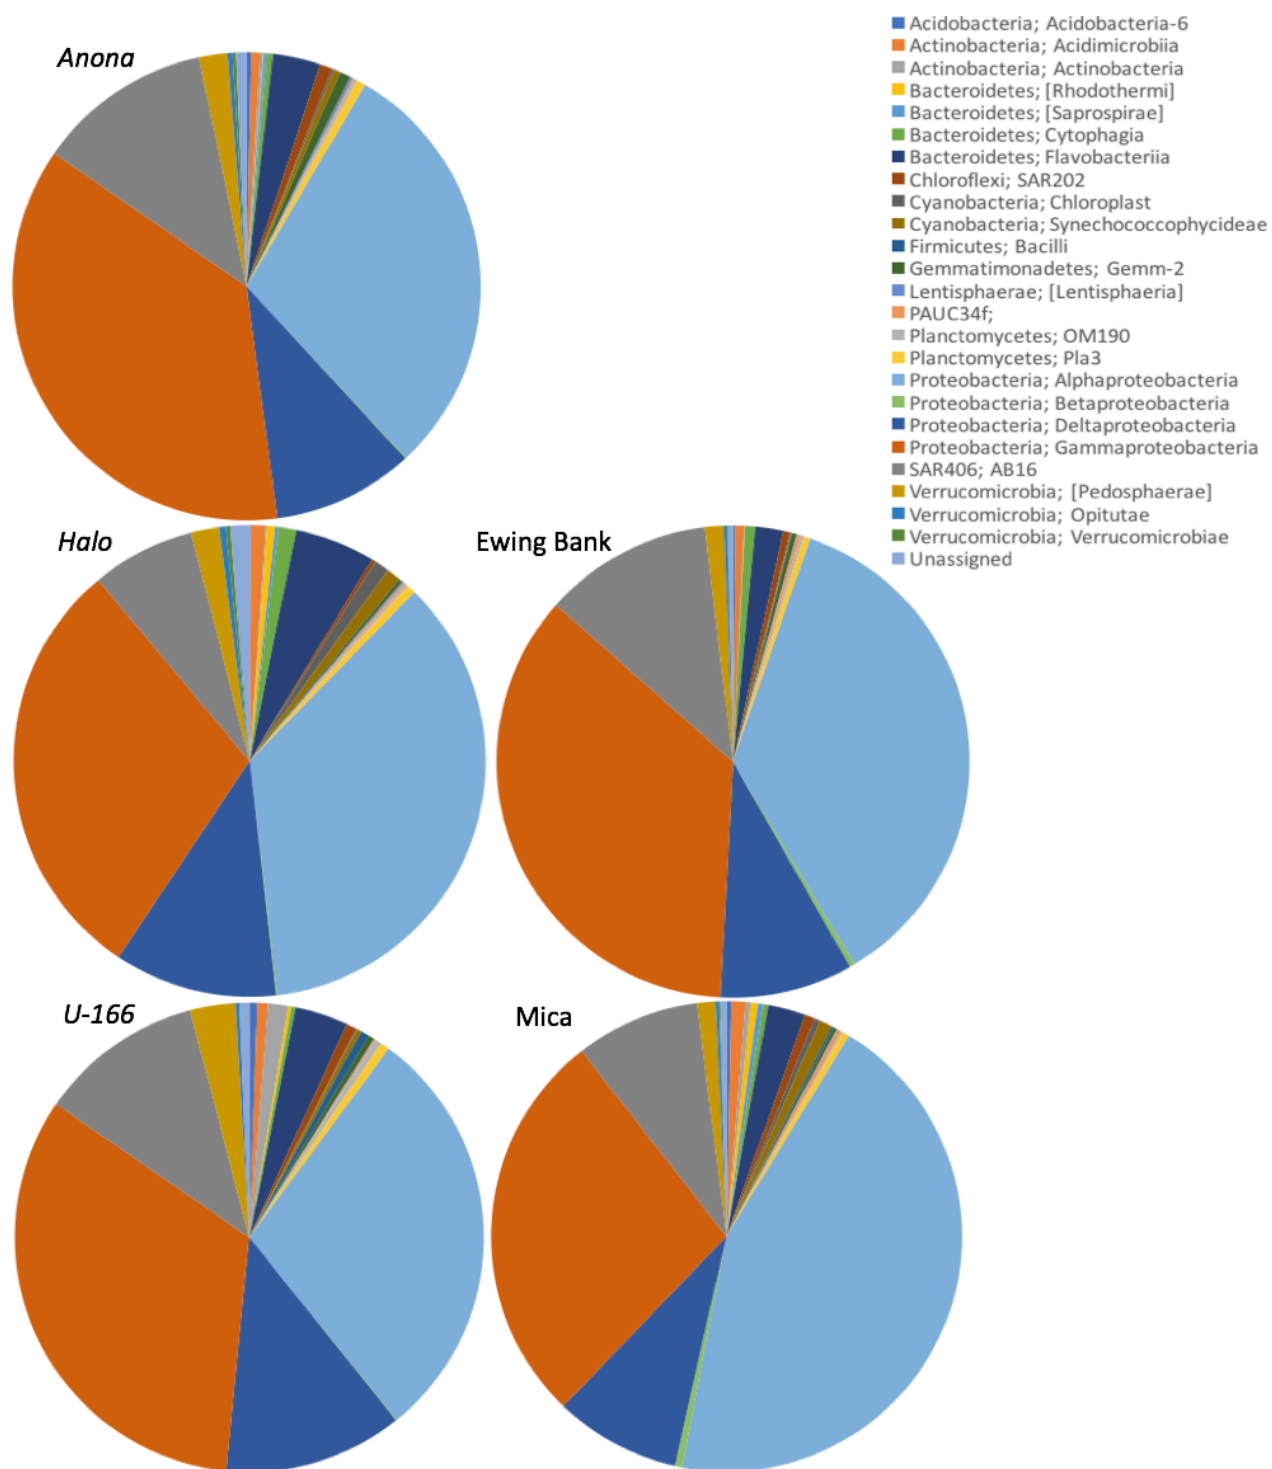 Anona
Acidobacteria; Acidobacteria-6
Actinobacteria; Acidimicrobiia
Actinobacteria; Actinobacteria
Bacteroidetes; [Rhodothermi]
Bacteroidetes; [Saprospirae]
Bacteroidetes; Cytophagia
Bacteroidetes; Flavobacteriia
Chloroflexi; SAR202
Cyanobacteria; Chloroplast
Cyanobacteria; Synechococcophycideae
Firmicutes; Bacilli
Gemmatimonadetes; Gemm-2
Lentisphaerae; [Lentisphaeria]
PAUC34f;
Planctomycetes; OM190
Planctomycetes; Pla3
Proteobacteria; Alphaproteobacteria
Proteobacteria; Betaproteobacteria
Proteobacteria; Deltaproteobacteria
Proteobacteria; Gammaproteobacteria
SAR406; AB16
Verrucomicrobia; [Pedosphaerae]
Verrucomicrobia; Opitutae
Verrucomicrobia; Verrucomicrobiae
Unassigned
Halo
Ewing Bank
U-166
Mica